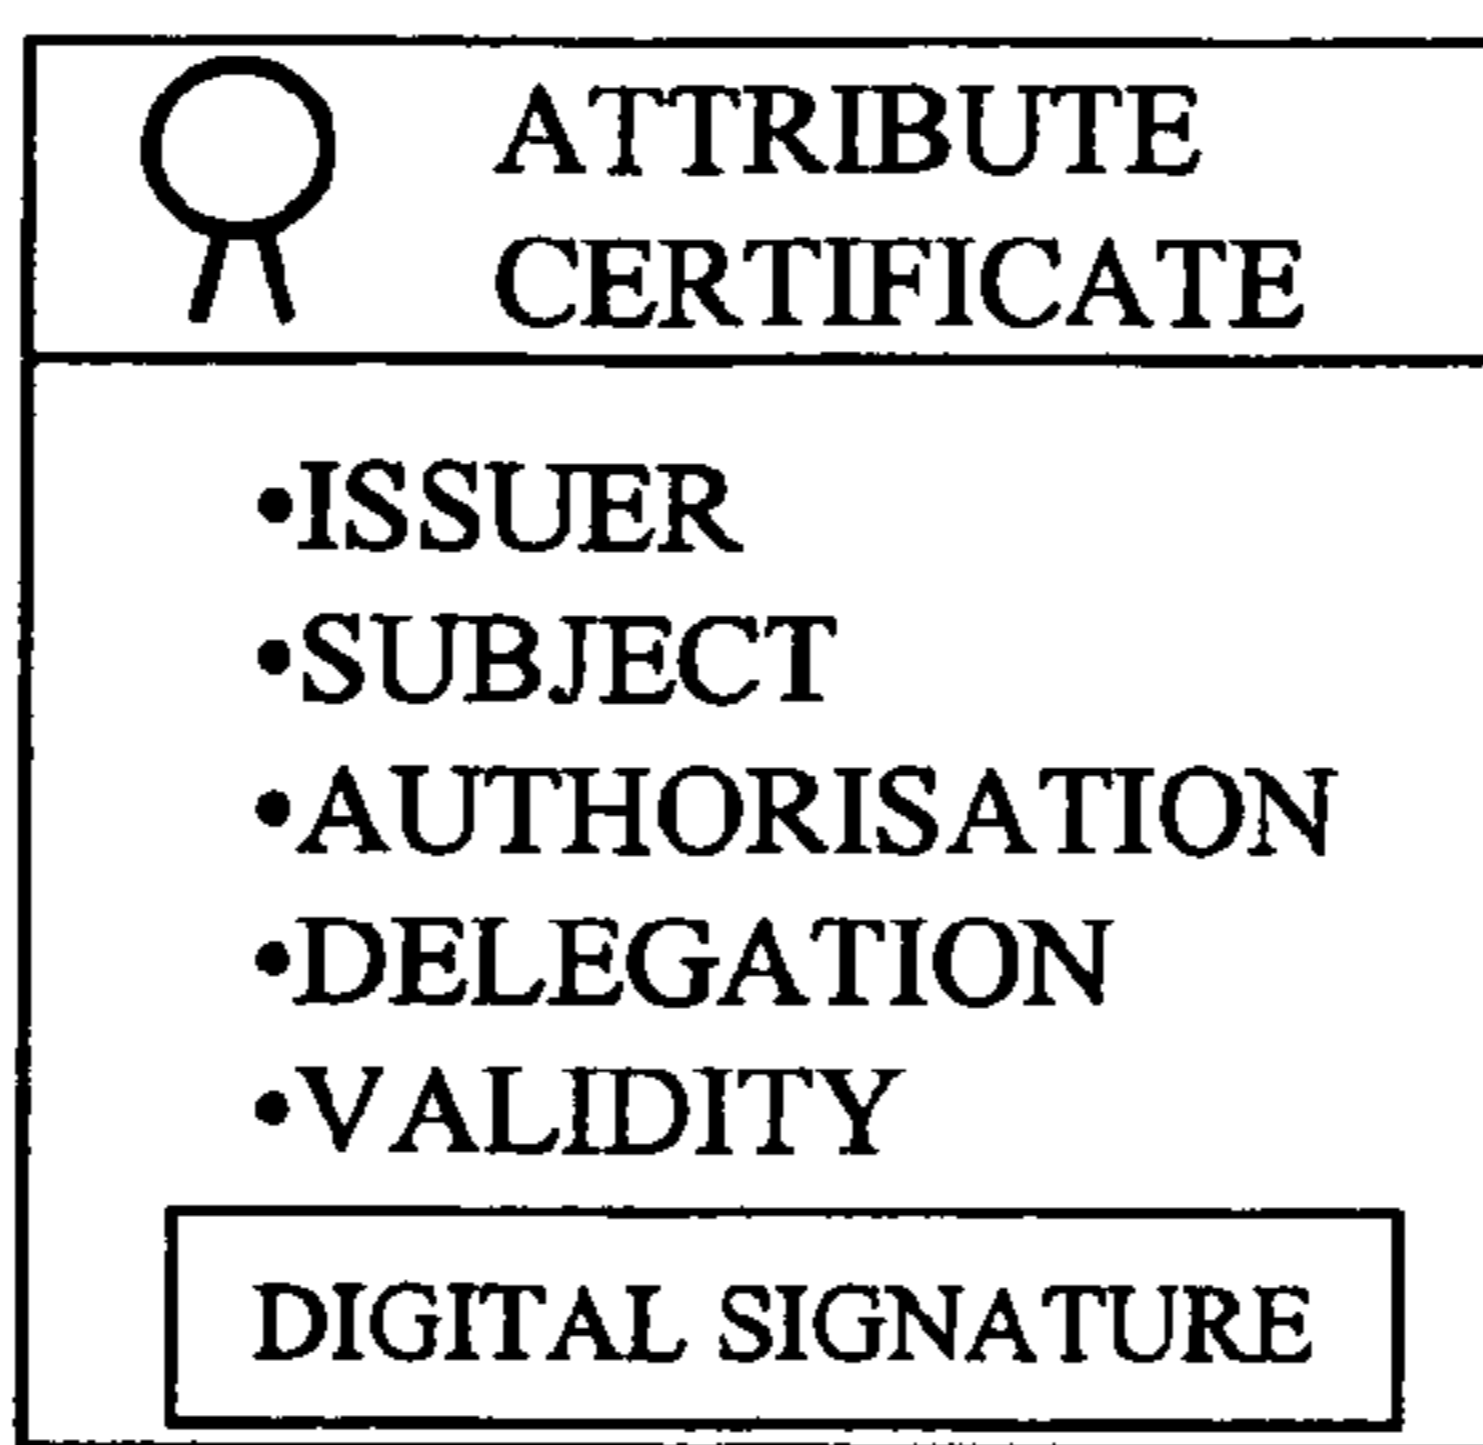 ATTRIBUTE
CERTIFICATE
•ISSUER
•SUBJECT
•AUTHORISATION
•DELEGATION
•VALIDITY
DIGITAL SIGNATURE